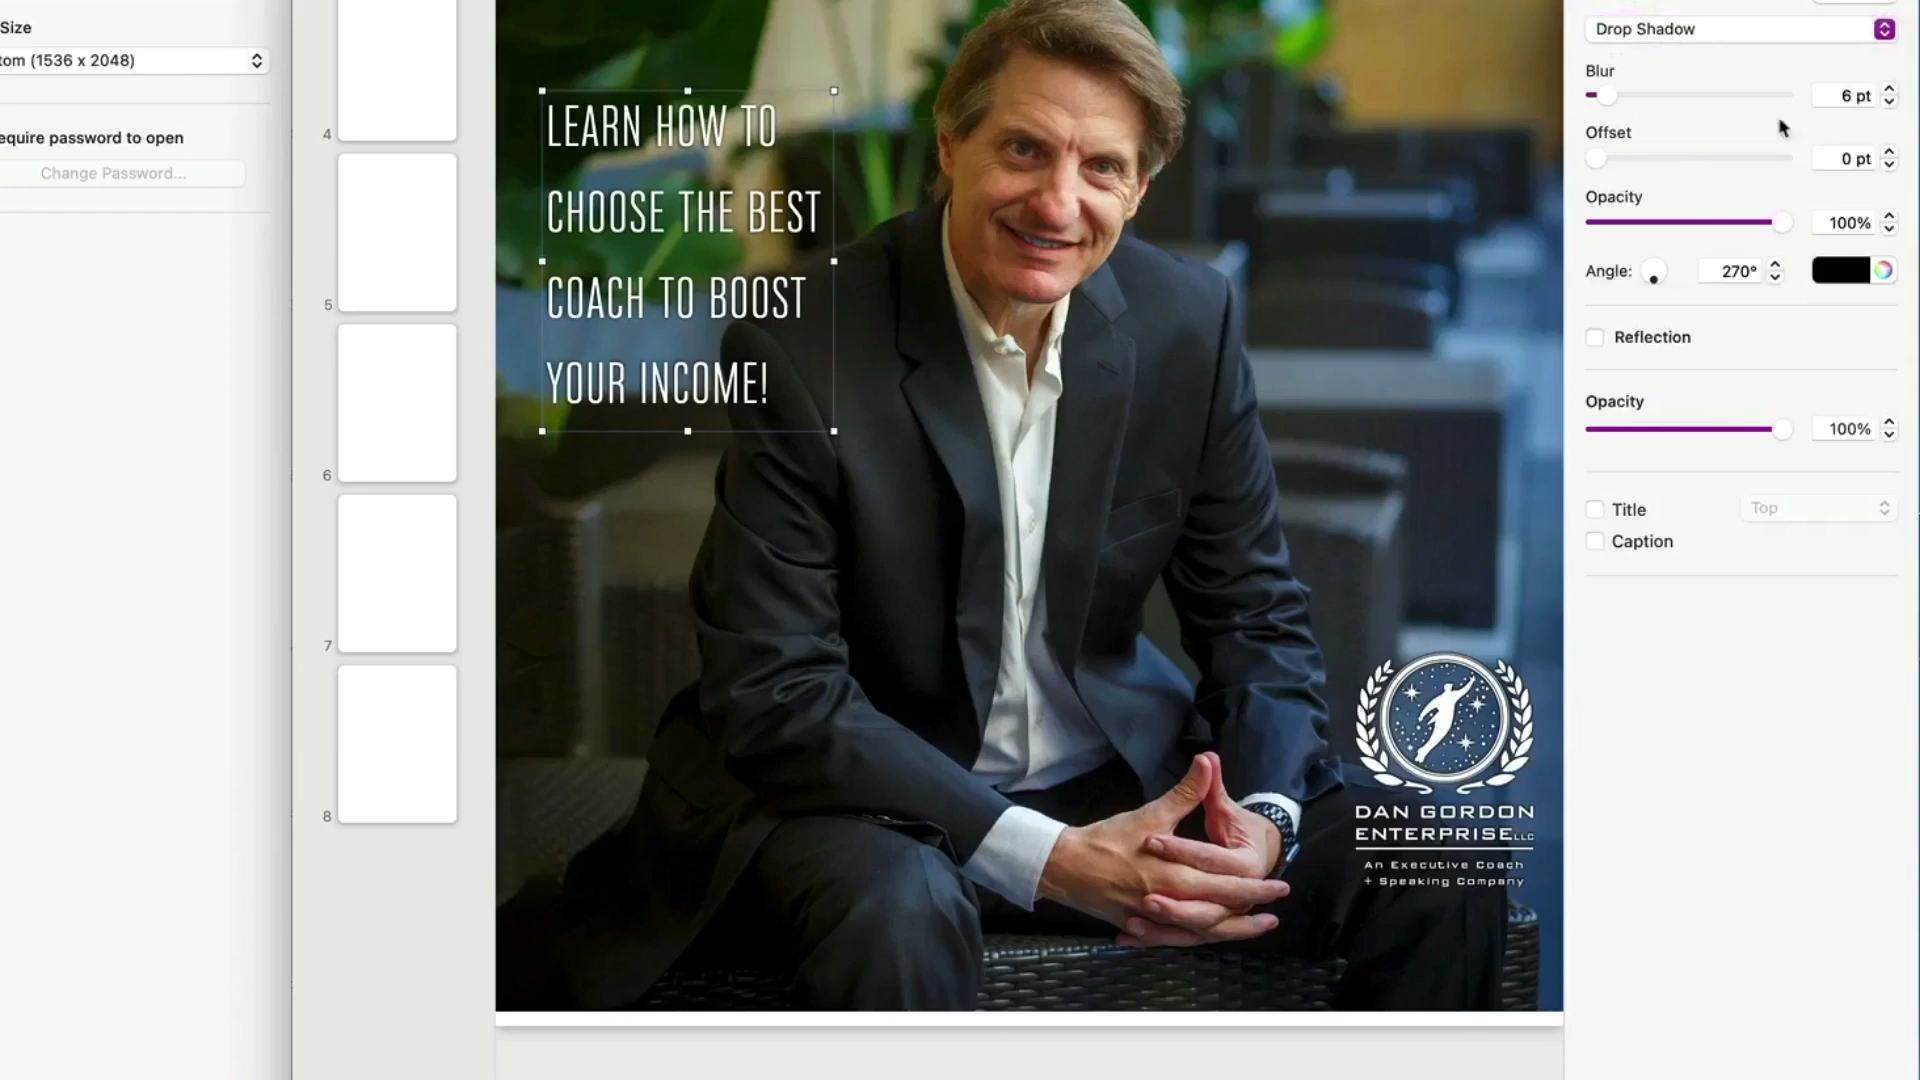 Size
tom (1536 x 2048)
equire password to open
Change Password...
4
5
6
7
8
LEARN HOW TO
CHOOSE THE BEST
COACH TO BOOST
YOUR INCOME!
DAN GORDON
ENTERPRISE LLC
An Executive Coach
+ Speaking Company
Drop Shadow
Blur
6 pt
Offset
0 pt
Opacity
100%
Angle:
270°
Reflection
Opacity
100%
Title
Top
Caption